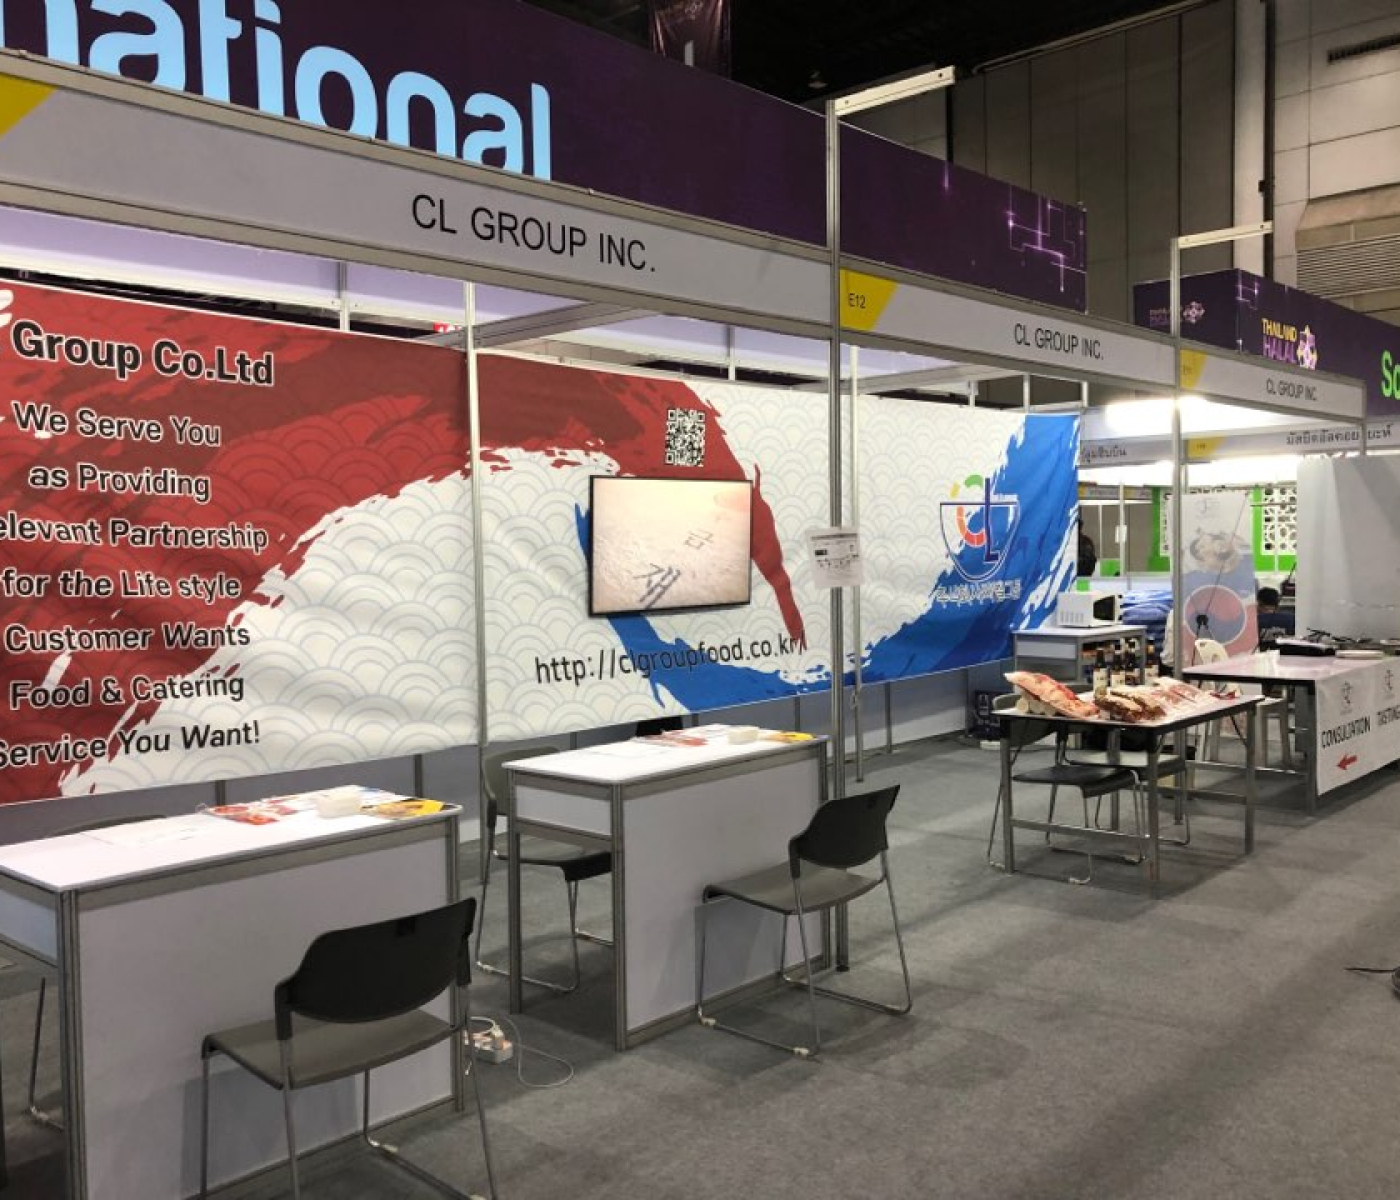 national
CL GROUP INC.
E12
CL GROUP INC.
THAILAND
HALAL
CL GROUP INC.
Group Co.Ltd
We Serve You
as Providing
elevant Partnership
for the Life style
Customer Wants
Food & Catering
Service You Want!
http://clgroupfood.co.kr/
CONSULTATION
TASTING